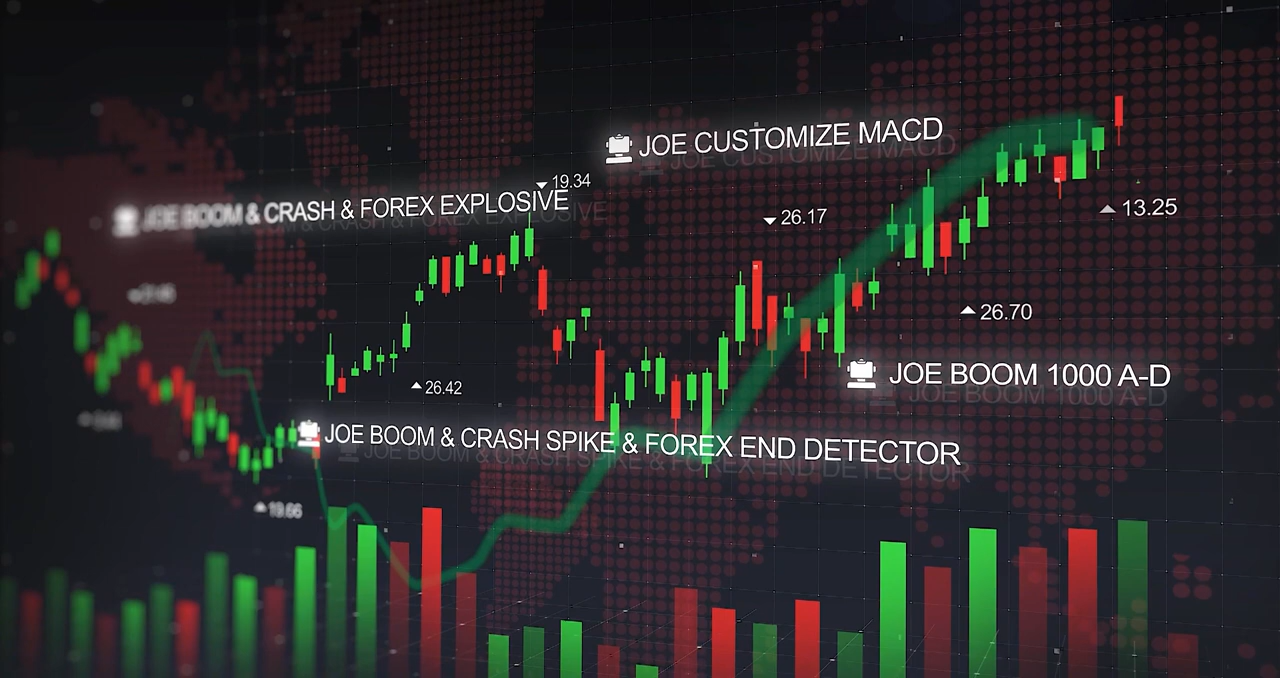 JOE CUSTOMIZE MACD
19.34
JOE BOOM & CRASH & FOREX EXPLOSIVE
26.17
13.25
26.70
26.42
JOE BOOM 1000 A-D
JOE BOOM & CRASH SPIKE & FOREX END DETECTOR
19.66